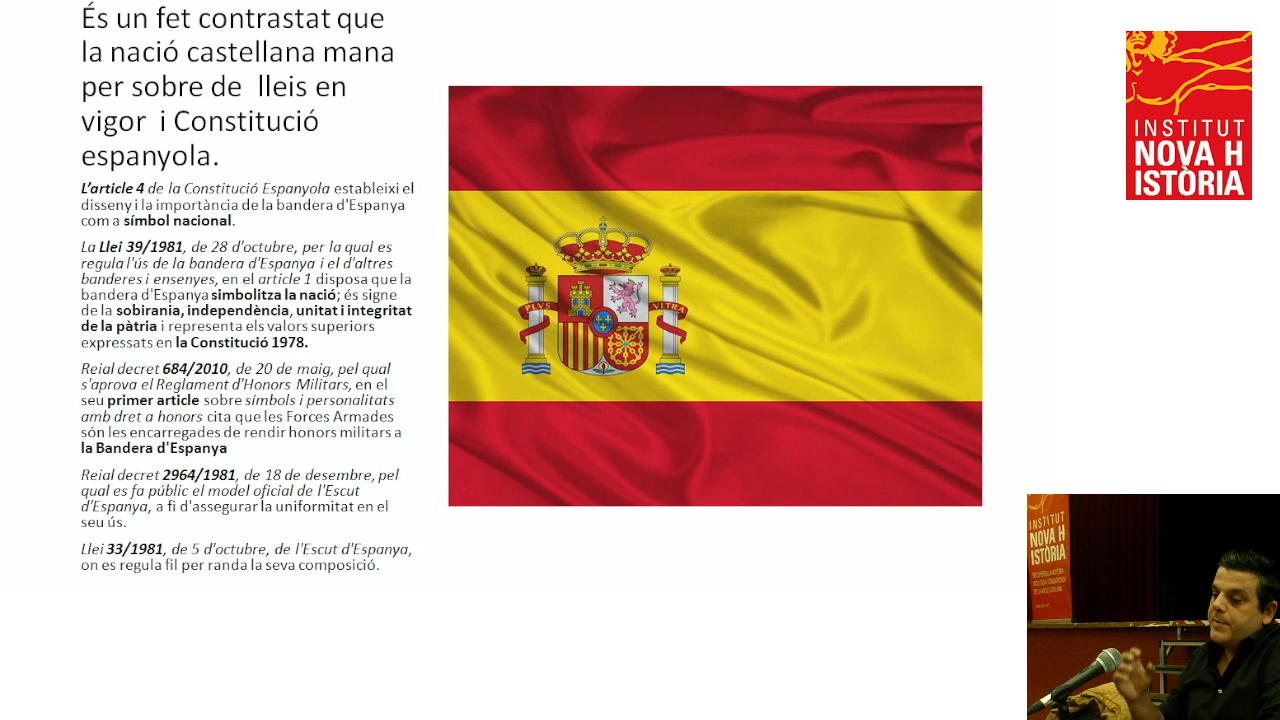 És un fet contrastat que
la nació castellana mana
per sobre de lleis en
vigor i Constitució
espanyola.
L'article 4 de la Constitució Espanyola estableixi el
disseny i la importància de la bandera d'Espanya
com a símbol nacional.
La Llei 39/1981, de 28 d'octubre, per la qual es
regula l'ús de la bandera d'Espanya i el d'altres
banderes i ensenyes, en el article 1 disposa que la
bandera d'Espanya simbolitza la nació; és signe
de la sobirania, independència, unitat i integritat
de la pàtria i representa els valors superiors
expressats en la Constitució 1978.
Reial decret 684/2010, de 20 de maig, pel qual
s'aprova el Reglament d'Honors Militars, en el
seu primer article sobre símbols i personalitats
amb dret a honors cita que les Forces Armades
són les encarregades de rendir honors militars a
la Bandera d'Espanya
Reial decret 2964/1981, de 18 de desembre, pel
qual es fa públic el model oficial de l'Escut
d'Espanya, a fi d'assegurar la uniformitat en el
seu ús.
Llei 33/1981, de 5 d'octubre, de l'Escut d'Espanya,
on es regula fil per randa la seva composició.
PLVS VLTRA
INSTITUT
NOVA H
ISTÒRIA
INSTITUT
NOVA H
ISTÒRIA